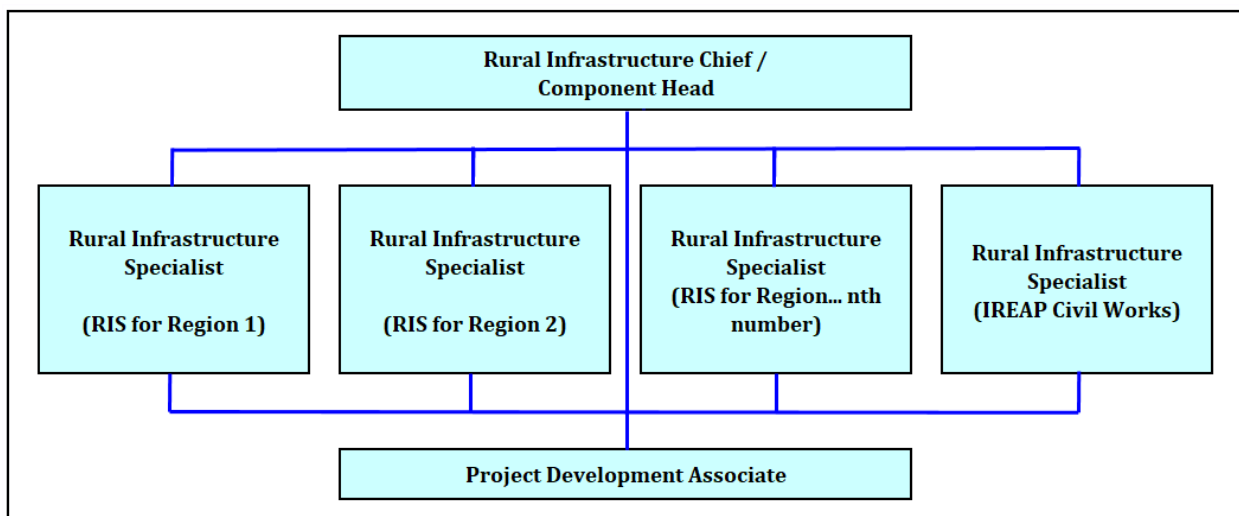 Rural Infrastructure Chief /
Component Head
Rural Infrastructure
Specialist
(RIS for Region 1)
Rural Infrastructure
Specialist
(RIS for Region 2)
Rural Infrastructure
Specialist
(RIS for Region... nth
number)
Rural Infrastructure
Specialist
(IREAP Civil Works)
Project Development Associate